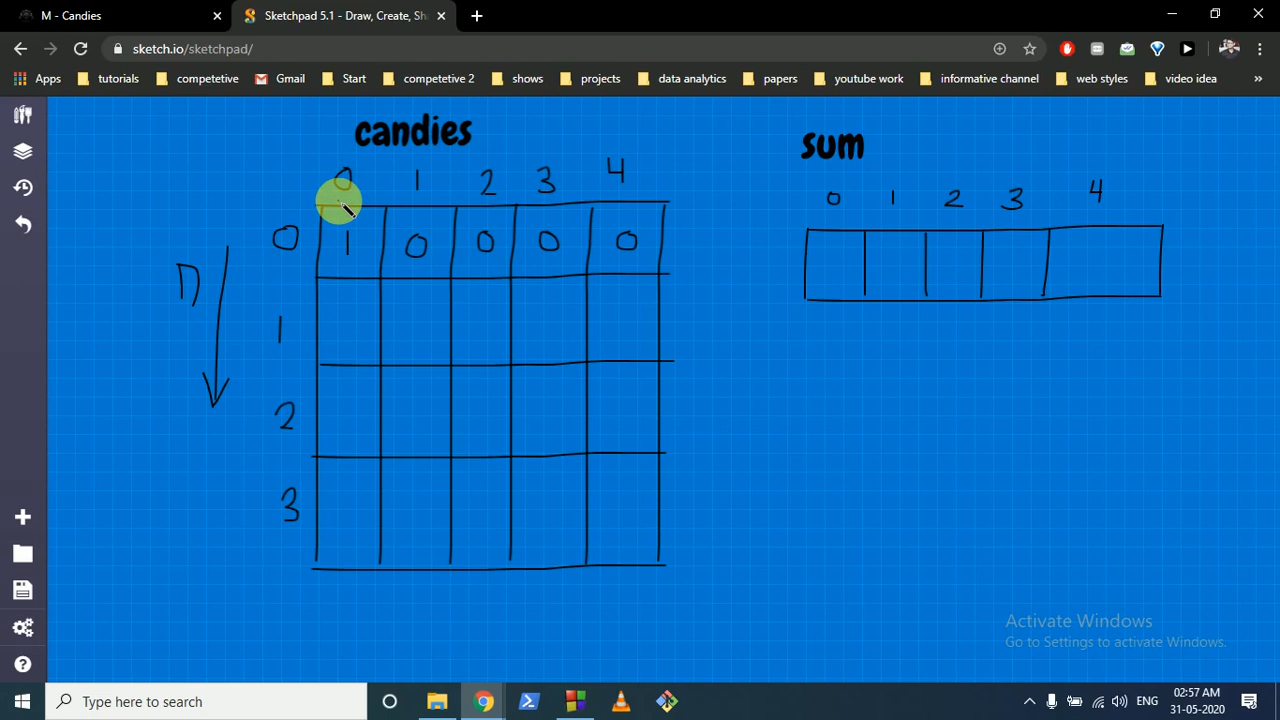 M - Candies
Sketchpad 5.1 - Draw, Create, Sh
sketch.io/sketchpad/
Apps tutorials competetive Gmail Start competetive 2 shows projects data analytics papers youtube work informative channel web styles video idea »
candies
sum
0 1 2 3 4
0 1 2 3 4
0 1 0 0 0 0
n
1
2
3
Activate Windows
Go to Settings to activate Windows.
Type here to search
ENG
02:57 AM
31-05-2020